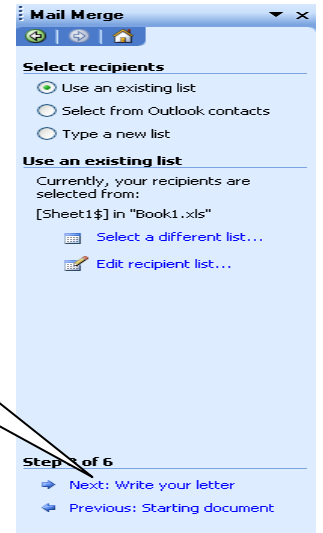 Mail Merge
Select recipients
Use an existing list
Select from Outlook contacts
Type a new list
Use an existing list
Currently, your recipients are
selected from:
[Sheet1$] in "Book1.xls"
Select a different list...
Edit recipient list...
Step of 6
Next: Write your letter
Previous: Starting document